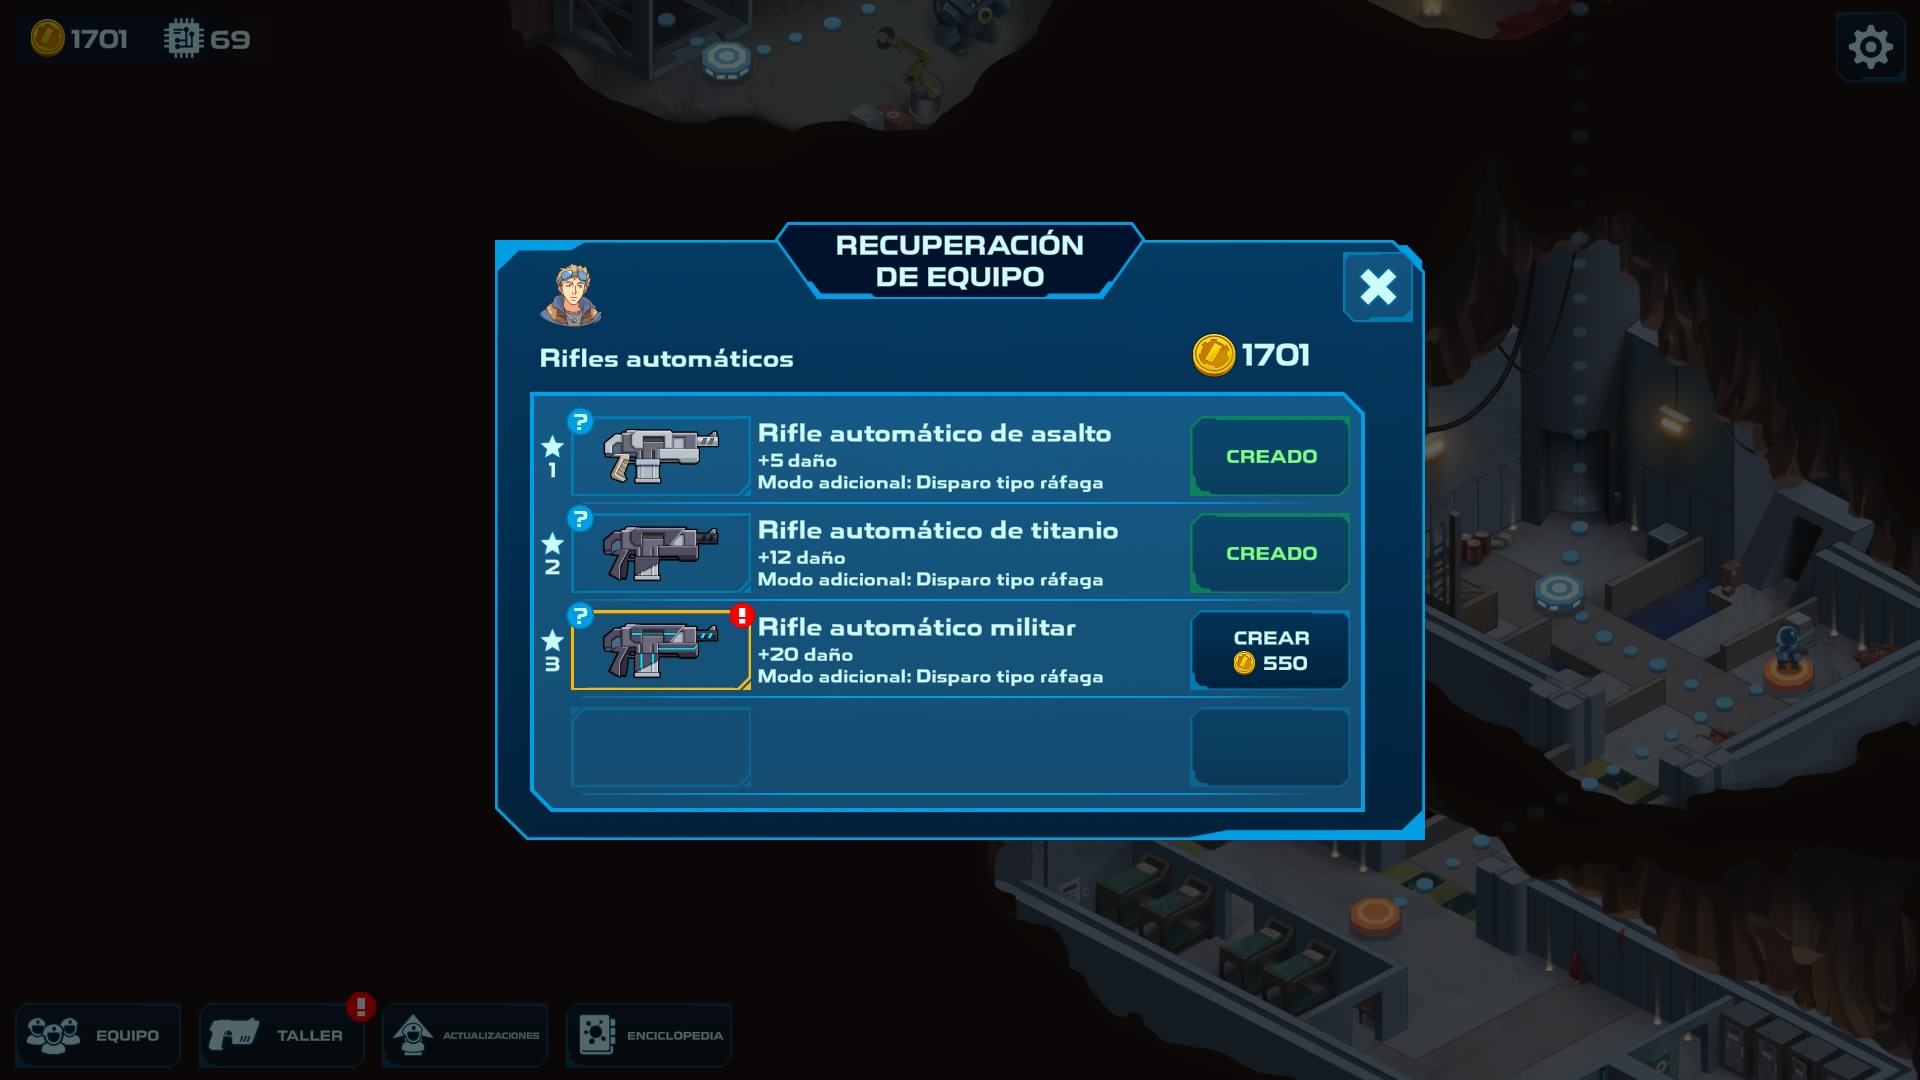 1701
69
RECUPERACIÓN
DE EQUIPO
Rifles automáticos
1701
?
1
Rifle automático de asalto
+5 daño
Modo adicional: Disparo tipo ráfaga
CREADO
?
2
Rifle automático de titanio
+12 daño
Modo adicional: Disparo tipo ráfaga
CREADO
?
!
3
Rifle automático militar
+20 daño
Modo adicional: Disparo tipo ráfaga
CREAR
550
EQUIPO
TALLER
!
ACTUALIZACIONES
ENCICLOPEDIA